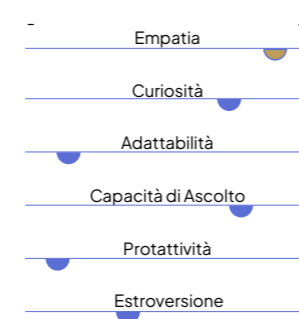 -
Empatia
Curiosità
Adattabilità
Capacità di Ascolto
Protattività
Estroversione